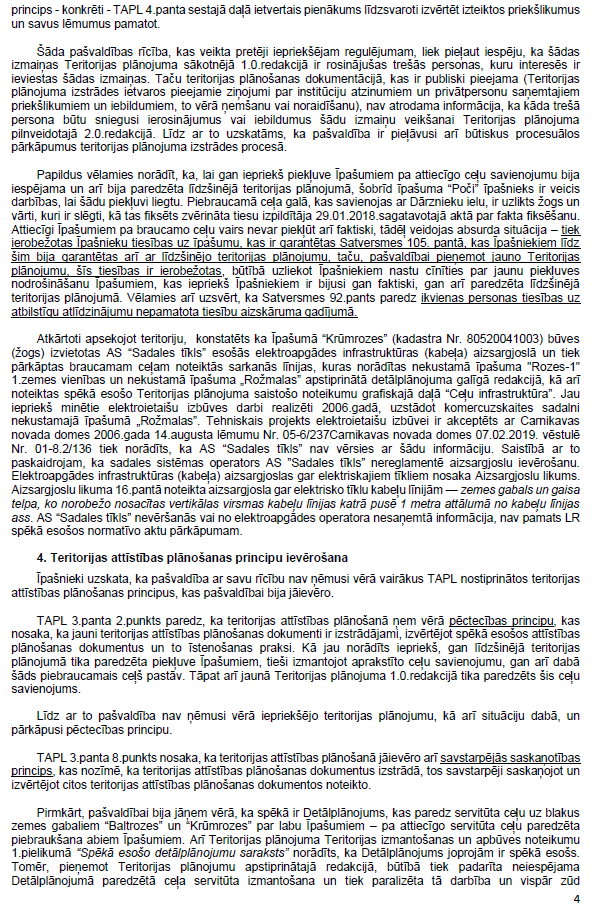 princips - konkrēti - TAPL 4.panta sestajā daļā ietvertais pienākums līdzsvaroti izvērtēt izteiktos priekšlikumus
un savus lēmumus pamatot.
Šāda pašvaldības rīcība, kas veikta pretēji iepriekšējam regulējumam, liek pieļaut iespēju, ka šādas
izmaiņas Teritorijas plānojuma sākotnējā 1.0.redakcijā ir rosinājušas trešās personas, kuru interesēs ir
ieviestas šādas izmaiņas. Taču teritorijas plānošanas dokumentācijā, kas ir publiski pieejama (Teritorijas
plānojuma izstrādes ietvaros pieejamie ziņojumi par institūciju atzinumiem un privātpersonu saņemtajiem
priekšlikumiem un iebildumiem, to vērā ņemšanu vai noraidīšanu), nav atrodama informācija, ka kāda trešā
persona būtu sniegusi ierosinājumus vai iebildumus šādu izmaiņu veikšanai Teritorijas plānojuma
pilnveidotajā 2.0.redakcijā. Līdz ar to uzskatāms, ka pašvaldība ir pieļāvusi arī būtiskus procesuālos
pārkāpumus teritorijas plānojuma izstrādes procesā.
Papildus vēlamies norādīt, ka, lai gan iepriekš piekļuve Īpašumiem pa attiecīgo ceļu savienojumu bija
iespējama un arī bija paredzēta līdzšinējā teritorijas plānojumā, šobrīd īpašuma “Poči” īpašnieks ir veicis
darbības, lai šādu piekļuvi liegtu. Piebraucamā ceļa galā, kas savienojas ar Dārznieku ielu, ir uzlikts žogs un
vārti, kuri ir slēgti, kā tas fiksēts zvērināta tiesu izpildītāja 29.01.2018.sagatavotajā aktā par fakta fiksēšanu.
Attiecīgi Īpašumiem pa braucamo ceļu vairs nevar piekļūt arī faktiski, tādēļ veidojas absurda situācija – tiek
ierobežotas Īpašnieku tiesības uz īpašumu, kas ir garantētas Satversmes 105. pantā, kas Īpašniekiem līdz
šim bija garantētas arī ar līdzšinējo teritorijas plānojumu, taču, pašvaldībai pieņemot jauno Teritorijas
plānojumu, šīs tiesības ir ierobežotas, būtībā uzliekot Īpašniekiem nastu cīnīties par jaunu piekļuves
nodrošināšanu Īpašumiem, kas iepriekš Īpašniekiem ir bijusi gan faktiski, gan arī paredzēta līdzšinējā
teritorijas plānojumā. Vēlamies arī uzsvērt, ka Satversmes 92.pants paredz ikvienas personas tiesības uz
atbilstīgu atlīdzinājumu nepamatota tiesību aizskāruma gadījumā.
Atkārtoti apsekojot teritoriju, konstatēts ka Īpašumā “Krūmrozes” (kadastra Nr. 80520041003) būves
(žogs) izvietotas AS “Sadales tīkls” esošās elektroapgādes infrastruktūras (kabeļa) aizsargjoslā un tiek
pārkāptas braucamam ceļam noteiktās sarkanās līnijas, kuras norādītas nekustamā īpašuma "Rozes-1"
1.zemes vienības un nekustamā īpašuma „Rožmalas” apstiprinātā detālplānojuma galīgā redakcijā, kā arī
noteiktas spēkā esošo Teritorijas plānojuma saistošo noteikumu grafiskajā daļā “Ceļu infrastruktūra”. Jau
iepriekš minētie elektroietaišu izbūves darbi realizēti 2006.gadā, uzstādot komercuzskaites sadalni
nekustamajā īpašumā „Rožmalas”. Tehniskais projekts elektroietaišu izbūvei ir akceptēts ar Carnikavas
novada domes 2006.gada 14.augusta lēmumu Nr. 05-6/237Carnikavas novada domes 07.02.2019. vēstulē
Nr. 01-8.2/136 tiek norādīts, ka AS “Sadales tīkls” nav vērsies ar šādu informāciju. Saistībā ar to
paskaidrojam, ka sadales sistēmas operators AS ”Sadales tīkls” nereglamentē aizsargjoslu ievērošanu.
Elektroapgādes infrastruktūras (kabeļa) aizsargjoslas gar elektriskajiem tīkliem nosaka Aizsargjoslu likums.
Aizsargjoslu likuma 16.pantā noteikta aizsargjosla gar elektrisko tīklu kabeļu līnijām — zemes gabals un gaisa
telpa, ko norobežo nosacītas vertikālas virsmas kabeļu līnijas katrā pusē 1 metra attālumā no kabeļu līnijas
ass. AS “Sadales tīkls” nevēršanās vai no elektroapgādes operatora nesaņemtā informācija, nav pamats LR
spēkā esošos normatīvo aktu pārkāpumam.
4. Teritorijas attīstības plānošanas principu ievērošana
Īpašnieki uzskata, ka pašvaldība ar savu rīcību nav ņēmusi vērā vairākus TAPL nostiprinātos teritorijas
attīstības plānošanas principus, kus pašvaldībai bija jāievēro.
TAPL 3.panta 2.punkts paredz, ka teritorijas attīstības plānošanā ņem vērā pēctecības principu, kas
nosaka, ka jauni teritorijas attīstības plānošanas dokumenti ir izstrādājami, izvērtējot spēkā esošos attīstības
plānošanas dokumentus un to īstenošanas praksi. Kā jau norādīts iepriekš, gan līdzšinējā teritorijas
plānojumā tika paredzēta piekļuve Īpašumiem, tieši izmantojot aprakstīto ceļu savienojumu, gan arī dabā
šāds piebraucamais ceļš pastāv. Tāpat arī jaunā Teritorijas plānojuma 1.0.redakcijā tika paredzēts šis ceļu
savienojums.
Līdz ar to pašvaldība nav ņēmusi vērā iepriekšējo teritorijas plānojumu, kā arī situāciju dabā, un
pārkāpusi pēctecības principu.
TAPL 3.panta 8.punkts nosaka, ka teritorijas attīstības plānošanā jāievēro arī savstarpējās saskaņotības
princips, kas nozīmē, ka teritorijas attīstības plānošanas dokumentus izstrādā, tos savstarpēji saskaņojot un
izvērtējot citos teritorijas attīstības plānošanas dokumentos noteikto.
Pirmkārt, pašvaldībai bija jāņem vērā, ka spēkā ir Detālplānojums, kas paredz servitūta ceļu uz blakus
zemes gabaliem “Baltrozes” un “Krūmrozes” par labu Īpašumiem – pa attiecīgo servitūta ceļu paredzēta
piebraukšana abiem Īpašumiem. Arī Teritorijas plānojuma Teritorijas izmantošanas un apbūves noteikumu
1.pielikumā “Spēkā esošo detālplānojumu saraksts” norādīts, ka Detālplānojums joprojām ir spēkā esošs.
Tomēr, pieņemot Teritorijas plānojumu apstiprinātajā redakcijā, būtībā tiek padarīta neiespējama
Detālplānojumā paredzētā ceļa servitūta izmantošana un tiek paralizēta tā darbība un vispār zūd
4